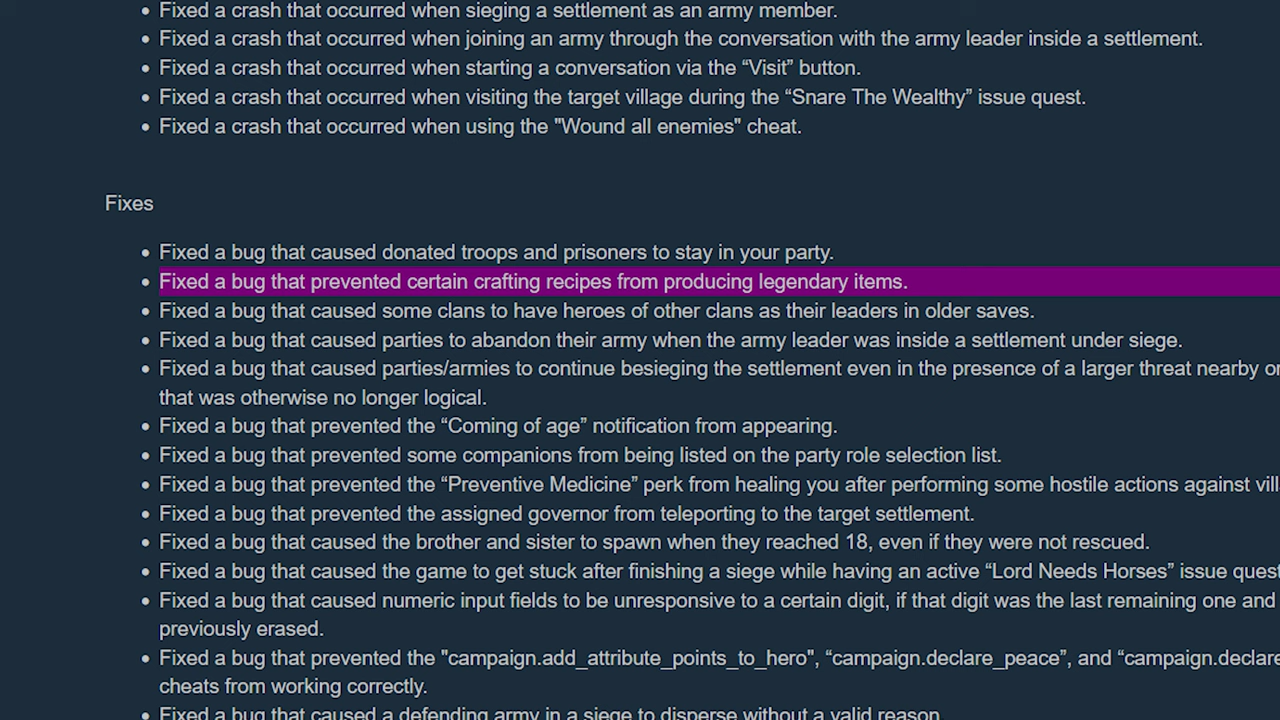 Fixed a crash that occurred when sieging a settlement as an army member.
Fixed a crash that occurred when joining an army through the conversation with the army leader inside a settlement.
Fixed a crash that occurred when starting a conversation via the “Visit” button.
Fixed a crash that occurred when visiting the target village during the “Snare The Wealthy” issue quest.
Fixed a crash that occurred when using the "Wound all enemies" cheat.
Fixes
Fixed a bug that caused donated troops and prisoners to stay in your party.
Fixed a bug that prevented certain crafting recipes from producing legendary items.
Fixed a bug that caused some clans to have heroes of other clans as their leaders in older saves.
Fixed a bug that caused parties to abandon their army when the army leader was inside a settlement under siege.
Fixed a bug that caused parties/armies to continue besieging the settlement even in the presence of a larger threat nearby or
that was otherwise no longer logical.
Fixed a bug that prevented the “Coming of age” notification from appearing.
Fixed a bug that prevented some companions from being listed on the party role selection list.
Fixed a bug that prevented the “Preventive Medicine” perk from healing you after performing some hostile actions against
Fixed a bug that prevented the assigned governor from teleporting to the target settlement.
Fixed a bug that caused the brother and sister to spawn when they reached 18, even if they were not rescued.
Fixed a bug that caused the game to get stuck after finishing a siege while having an active “Lord Needs Horses” issue quest
Fixed a bug that caused numeric input fields to be unresponsive to a certain digit, if that digit was the last remaining one and
previously erased.
Fixed a bug that prevented the "campaign.add_attribute_points_to_hero", “campaign.declare_peace”, and “campaign.declare
cheats from working correctly.
Fixed a bug that caused a defending army in a siege to disperse without a valid reason